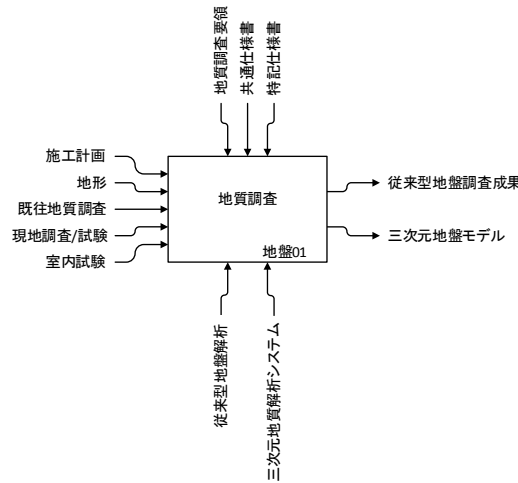 地質調査要領
共通仕様書
特記仕様書
施工計画
地形
既往地質調査
現地調査/試験
室内試験
地質調査
地盤01
従来型地盤調査成果
三次元地盤モデル
従来型地盤解析
三次元地質解析システム